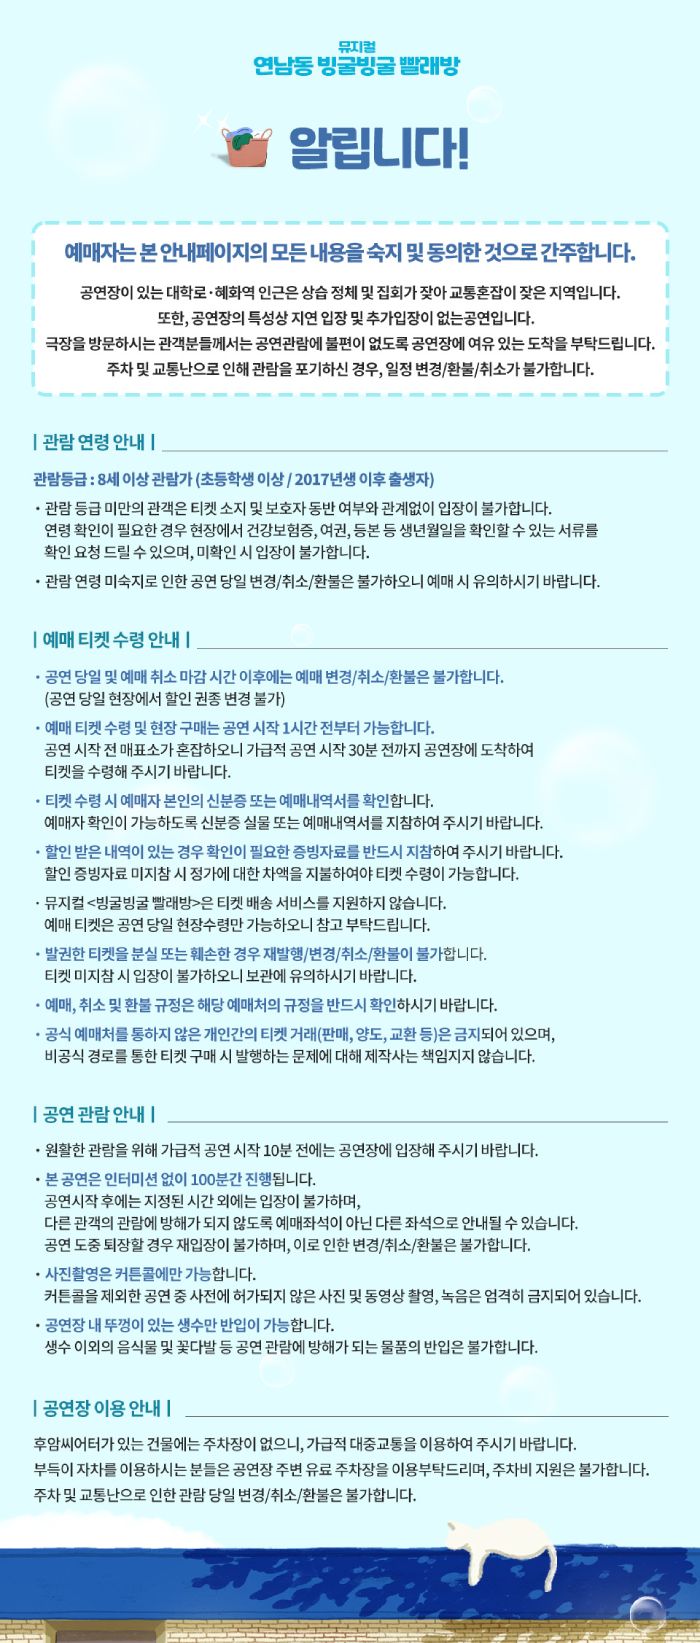 뮤지컬
연남동 빙굴빙굴 빨래방
알립니다!
예매자는 본 안내페이지의 모든 내용을 숙지 및 동의한 것으로 간주합니다.
공연장이 있는 대학로·혜화역 인근은 상습 정체 및 집회가 잦아 교통혼잡이 잦은 지역입니다.
또한, 공연장의 특성상 지연 입장 및 추가입장이 없는공연입니다.
극장을 방문하시는 관객분들께서는 공연관람에 불편이 없도록 공연장에 여유 있는 도착을 부탁드립니다.
주차 및 교통난으로 인해 관람을 포기하신 경우, 일정 변경/환불/취소가 불가합니다.
| 관람 연령 안내 |
관람등급 : 8세 이상 관람가 (초등학생 이상 / 2017년생 이후 출생자)
· 관람 등급 미만의 관객은 티켓 소지 및 보호자 동반 여부와 관계없이 입장이 불가합니다.
연령 확인이 필요한 경우 현장에서 건강보험증, 여권, 등본 등 생년월일을 확인할 수 있는 서류를
확인 요청 드릴 수 있으며, 미확인 시 입장이 불가합니다.
· 관람 연령 미숙지로 인한 공연 당일 변경/취소/환불은 불가하오니 예매 시 유의하시기 바랍니다.
| 예매 티켓 수령 안내 |
· 공연 당일 및 예매 취소 마감 시간 이후에는 예매 변경/취소/환불은 불가합니다.
(공연 당일 현장에서 할인 권종 변경 불가)
· 예매 티켓 수령 및 현장 구매는 공연 시작 1시간 전부터 가능합니다.
공연 시작 전 매표소가 혼잡하오니 가급적 공연 시작 30분 전까지 공연장에 도착하여
티켓을 수령해 주시기 바랍니다.
· 티켓 수령 시 예매자 본인의 신분증 또는 예매내역서를 확인합니다.
예매자 확인이 가능하도록 신분증 실물 또는 예매내역서를 지참하여 주시기 바랍니다.
· 할인 받은 내역이 있는 경우 확인이 필요한 증빙자료를 반드시 지참하여 주시기 바랍니다.
할인 증빙자료 미지참 시 정가에 대한 차액을 지불하여야 티켓 수령이 가능합니다.
· 뮤지컬 <빙굴빙굴 빨래방>은 티켓 배송 서비스를 지원하지 않습니다.
예매 티켓은 공연 당일 현장수령만 가능하오니 참고 부탁드립니다.
· 발권한 티켓을 분실 또는 훼손한 경우 재발행/변경/취소/환불이 불가합니다.
티켓 미지참 시 입장이 불가하오니 보관에 유의하시기 바랍니다.
· 예매, 취소 및 환불 규정은 해당 예매처의 규정을 반드시 확인하시기 바랍니다.
· 공식 예매처를 통하지 않은 개인간의 티켓 거래(판매, 양도, 교환 등)은 금지되어 있으며,
비공식 경로를 통한 티켓 구매 시 발행하는 문제에 대해 제작사는 책임지지 않습니다.
| 공연 관람 안내 |
· 원활한 관람을 위해 가급적 공연 시작 10분 전에는 공연장에 입장해 주시기 바랍니다.
· 본 공연은 인터미션 없이 100분간 진행됩니다.
공연시작 후에는 지정된 시간 외에는 입장이 불가하며,
다른 관객의 관람에 방해가 되지 않도록 예매좌석이 아닌 다른 좌석으로 안내될 수 있습니다.
공연 도중 퇴장할 경우 재입장이 불가하며, 이로 인한 변경/취소/환불은 불가합니다.
· 사진촬영은 커튼콜에만 가능합니다.
커튼콜을 제외한 공연 중 사전에 허가되지 않은 사진 및 동영상 촬영, 녹음은 엄격히 금지되어 있습니다.
· 공연장 내 뚜껑이 있는 생수만 반입이 가능합니다.
생수 이외의 음식물 및 꽃다발 등 공연 관람에 방해가 되는 물품의 반입은 불가합니다.
| 공연장 이용 안내 |
후암씨어터가 있는 건물에는 주차장이 없으니, 가급적 대중교통을 이용하여 주시기 바랍니다.
부득이 자차를 이용하시는 분들은 공연장 주변 유료 주차장을 이용부탁드리며, 주차비 지원은 불가합니다.
주차 및 교통난으로 인한 관람 당일 변경/취소/환불은 불가합니다.